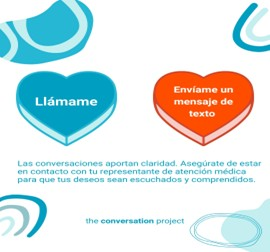 Llámame
Envíame un
mensaje de
texto
Las conversaciones aportan claridad. Asegúrate de estar
en contacto con tu representante de atención médica
para que tus deseos sean escuchados y comprendidos.
the conversation project